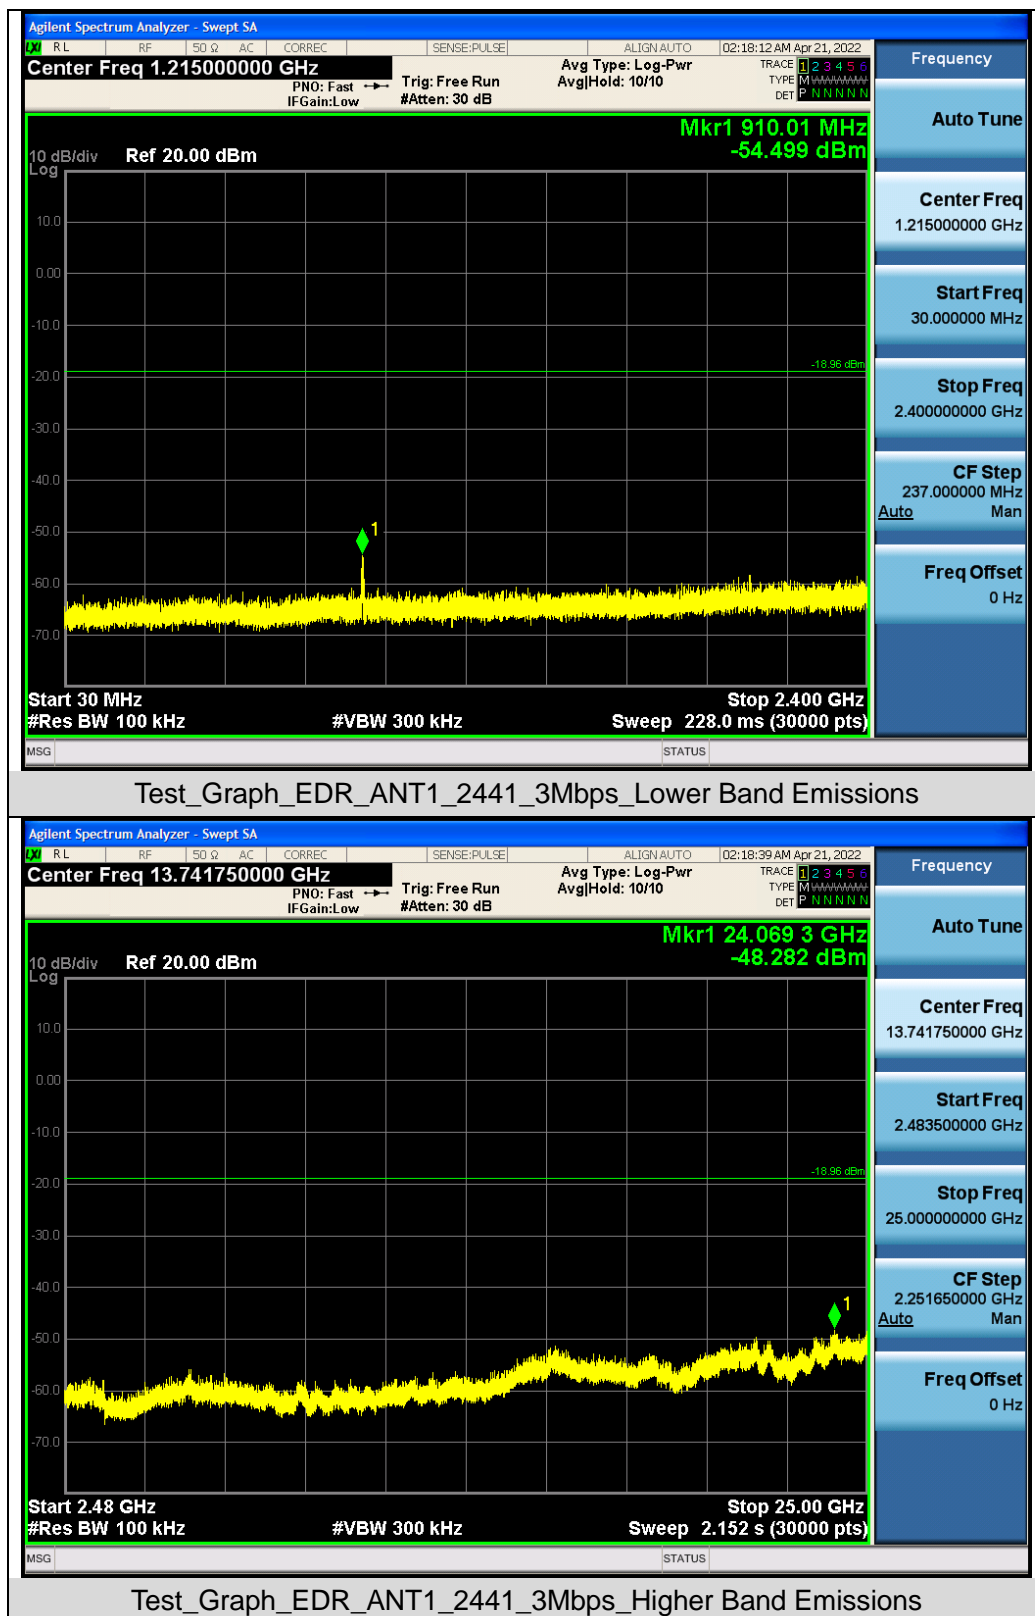 Agilent Spectrum Analyzer - Swept SA
LXI RL RF 50 Ω AC CORREC SENSE:PULSE ALIGN AUTO 02:18:12 AM Apr 21, 2022
Center Freq 1.215000000 GHz
PNO: Fast
IFGain:Low
Trig: Free Run
#Atten: 30 dB
Avg Type: Log-Pwr
Avg|Hold: 10/10
TRACE 1 2 3 4 5 6
TYPE M WWWWW
DET P N N N N N
Mkr1 910.01 MHz
-54.499 dBm
10 dB/div Ref 20.00 dBm
Log
10.0
0.00
-10.0
-18.96 dBm
-20.0
-30.0
-40.0
-50.0
1
-60.0
-70.0
Start 30 MHz Stop 2.400 GHz
#Res BW 100 kHz #VBW 300 kHz Sweep 228.0 ms (30000 pts)
MSG STATUS
Frequency
Auto Tune
Center Freq
1.215000000 GHz
Start Freq
30.000000 MHz
Stop Freq
2.400000000 GHz
CF Step
237.000000 MHz
Auto Man
Freq Offset
0 Hz
Test_Graph_EDR_ANT1_2441_3Mbps_Lower Band Emissions
Agilent Spectrum Analyzer - Swept SA
LXI RL RF 50 Ω AC CORREC SENSE:PULSE ALIGN AUTO 02:18:39 AM Apr 21, 2022
Center Freq 13.741750000 GHz
PNO: Fast
IFGain:Low
Trig: Free Run
#Atten: 30 dB
Avg Type: Log-Pwr
Avg|Hold: 10/10
TRACE 1 2 3 4 5 6
TYPE M WWWWW
DET P N N N N N
Mkr1 24.069 3 GHz
-48.282 dBm
10 dB/div Ref 20.00 dBm
Log
10.0
0.00
-10.0
-18.96 dBm
-20.0
-30.0
-40.0
1
-50.0
-60.0
-70.0
Start 2.48 GHz Stop 25.00 GHz
#Res BW 100 kHz #VBW 300 kHz Sweep 2.152 s (30000 pts)
MSG STATUS
Frequency
Auto Tune
Center Freq
13.741750000 GHz
Start Freq
2.483500000 GHz
Stop Freq
25.000000000 GHz
CF Step
2.251650000 GHz
Auto Man
Freq Offset
0 Hz
Test_Graph_EDR_ANT1_2441_3Mbps_Higher Band Emissions